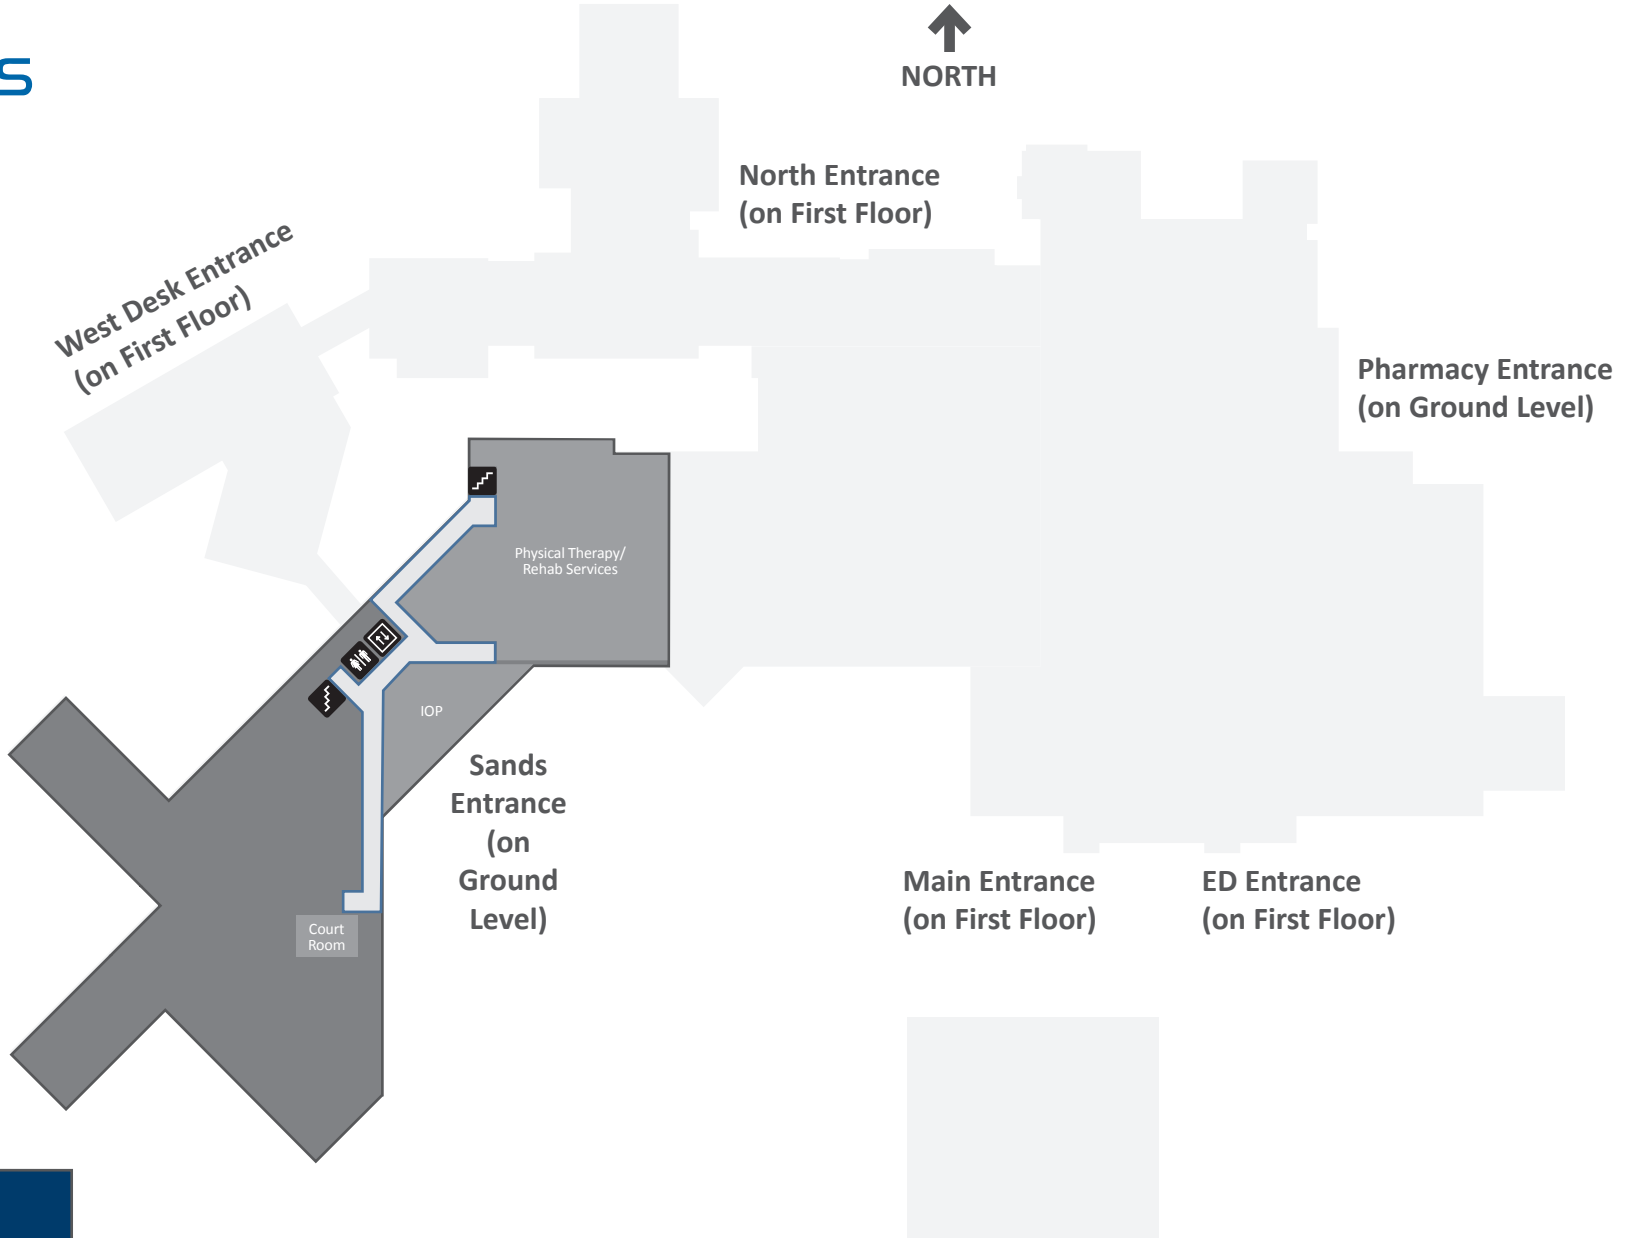 S
NORTH
North Entrance
(on First Floor)
West Desk Entrance
(on First Floor)
Pharmacy Entrance
(on Ground Level)
Physical Therapy/
Rehab Services
IOP
Sands
Entrance
(on
Ground
Level)
Main Entrance
(on First Floor)
ED Entrance
(on First Floor)
Court
Room